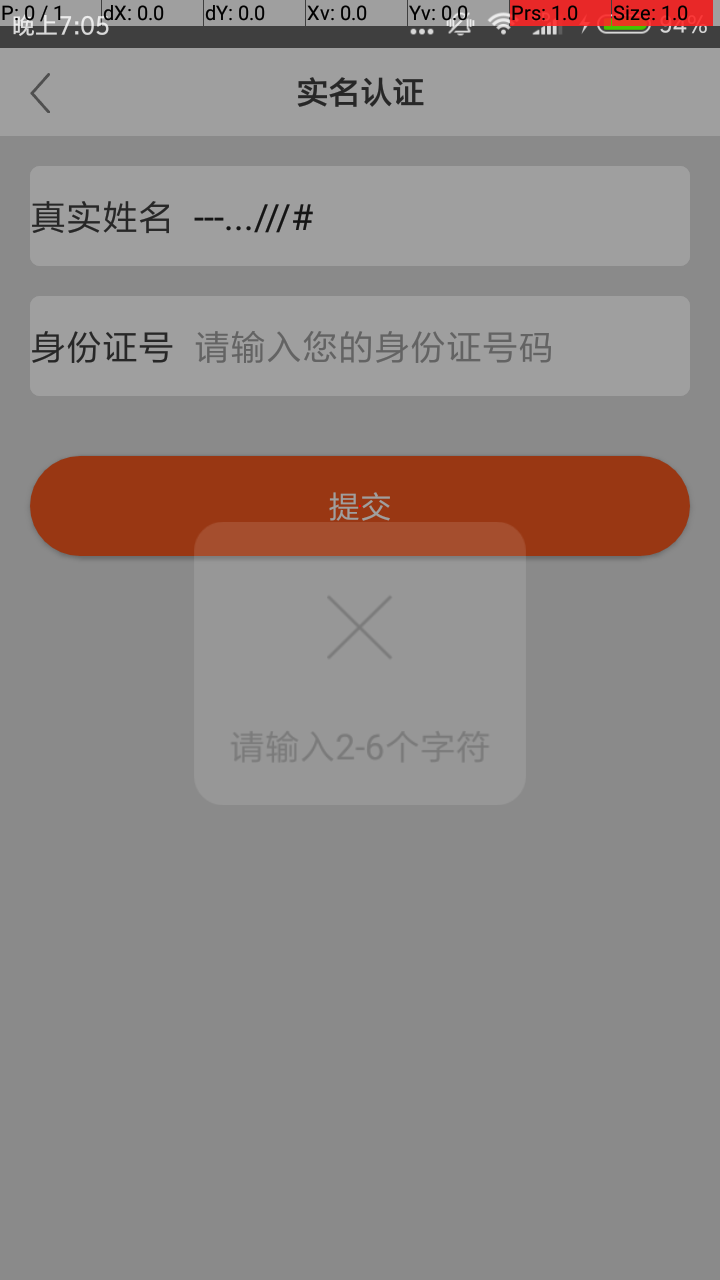 P: 0 / 1 dX: 0.0 dY: 0.0 Xv: 0.0 Yv: 0.0 Prs: 1.0 Size: 1.0
晚上7:05 94%
实名认证
真实姓名 ---...///#
身份证号 请输入您的身份证号码
提交
请输入2-6个字符